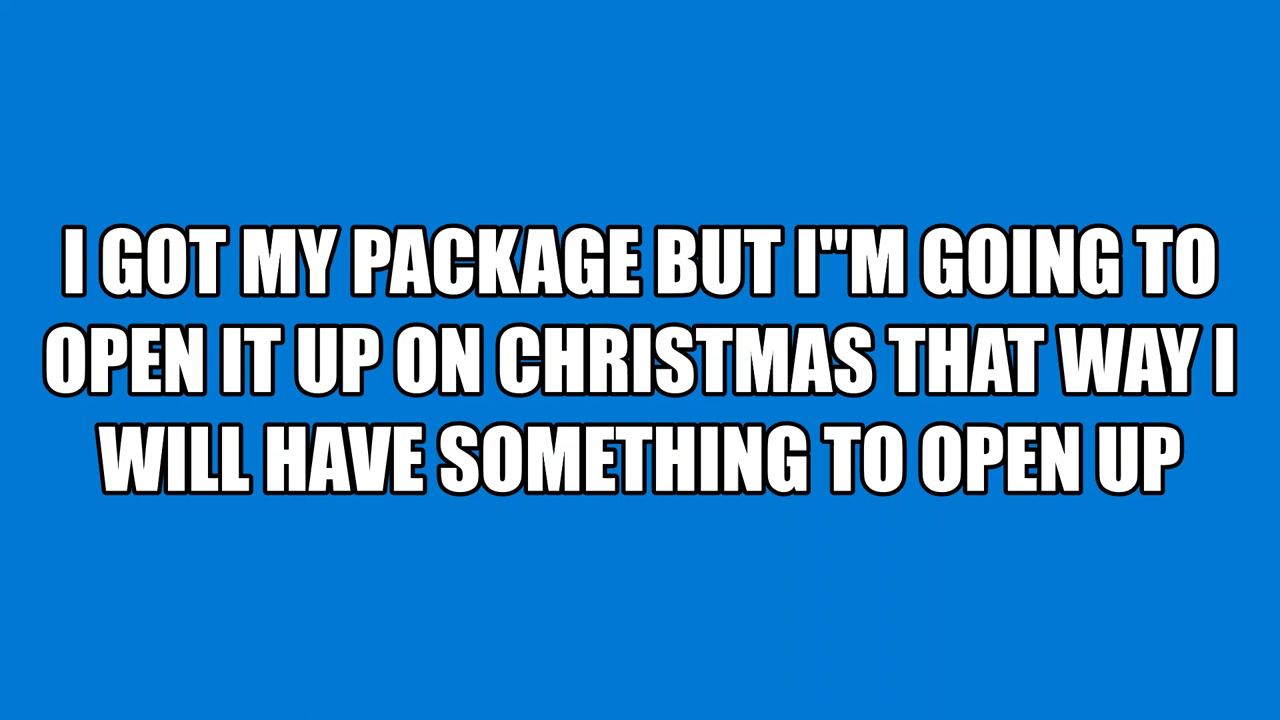 I GOT MY PACKAGE BUT I"M GOING TO
OPEN IT UP ON CHRISTMAS THAT WAY I
WILL HAVE SOMETHING TO OPEN UP